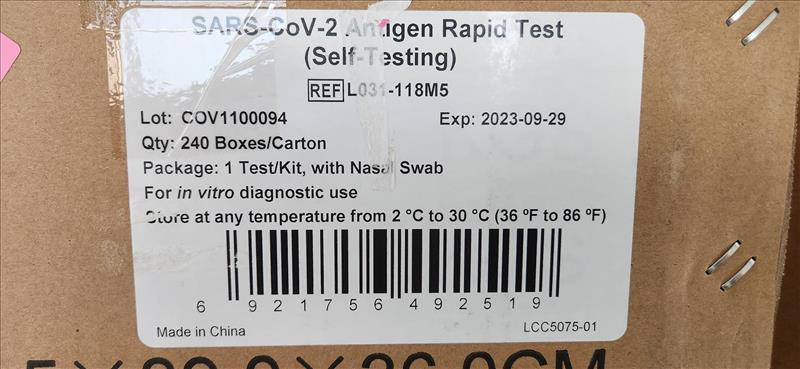 SARS-CoV-2 Antigen Rapid Test
(Self-Testing)
REF L031-118M5
Lot: COV1100094 Exp: 2023-09-29
Qty: 240 Boxes/Carton
Package: 1 Test/Kit, with Nasal Swab
For in vitro diagnostic use
Store at any temperature from 2 °C to 30 °C (36 °F to 86 °F)
6 921756 492519
Made in China LCC5075-01